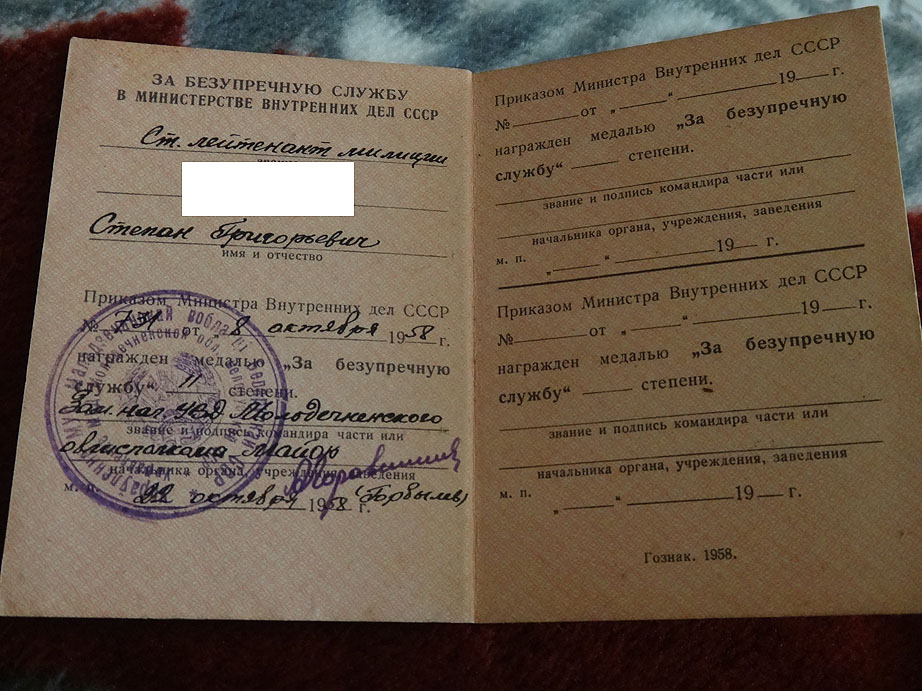 ЗА БЕЗУПРЕЧНУЮ СЛУЖБУ
В МИНИСТЕРСТВЕ ВНУТРЕННИХ ДЕЛ СССР
Ст. лейтенант милиции
Степан Григорьевич
имя и отчество
Приказом Министра Внутренних дел СССР
№ 731 от 8 октября 1958 г.
награжден медалью „За безупречную
службу“ II степени.
Зам. нач. УВД Молодечненского
звание и подпись командира части или
облисполкома майор
начальника органа, учреждения, заведения
м. п. 22 октября 1958 г.
Приказом Министра Внутренних дел СССР
№ от „ “ 19 г.
награжден медалью „За безупречную
службу“ степени.
звание и подпись командира части или
начальника органа, учреждения, заведения
м. п. „ “ 19 г.
Приказом Министра Внутренних дел СССР
№ от „ “ 19 г.
награжден медалью „За безупречную
службу“ степени.
звание и подпись командира части или
начальника органа, учреждения, заведения
м. п. „ “ 19 г.
Гознак. 1958.